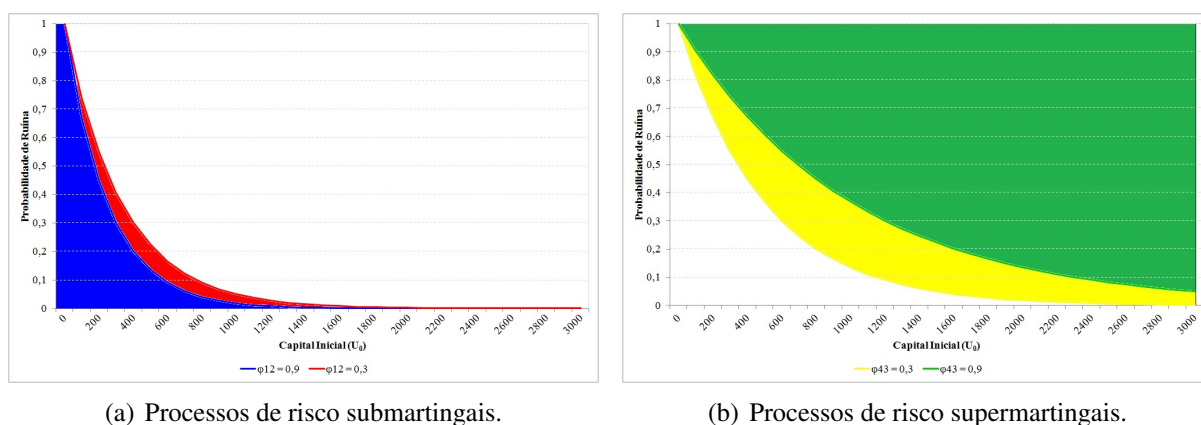 1
0,9
0,8
0,7
0,6
0,5
0,4
0,3
0,2
0,1
0
Probabilidade de Ruína
0 200 400 600 800 1000 1200 1400 1600 1800 2000 2200 2400 2600 2800 3000
Capital Inicial (U₀)
φ12 = 0,9 φ12 = 0,3
(a) Processos de risco submartingais.
1
0,9
0,8
0,7
0,6
0,5
0,4
0,3
0,2
0,1
0
Probabilidade de Ruína
0 200 400 600 800 1000 1200 1400 1600 1800 2000 2200 2400 2600 2800 3000
Capital Inicial (U₀)
φ43 = 0,3 φ43 = 0,9
(b) Processos de risco supermartingais.